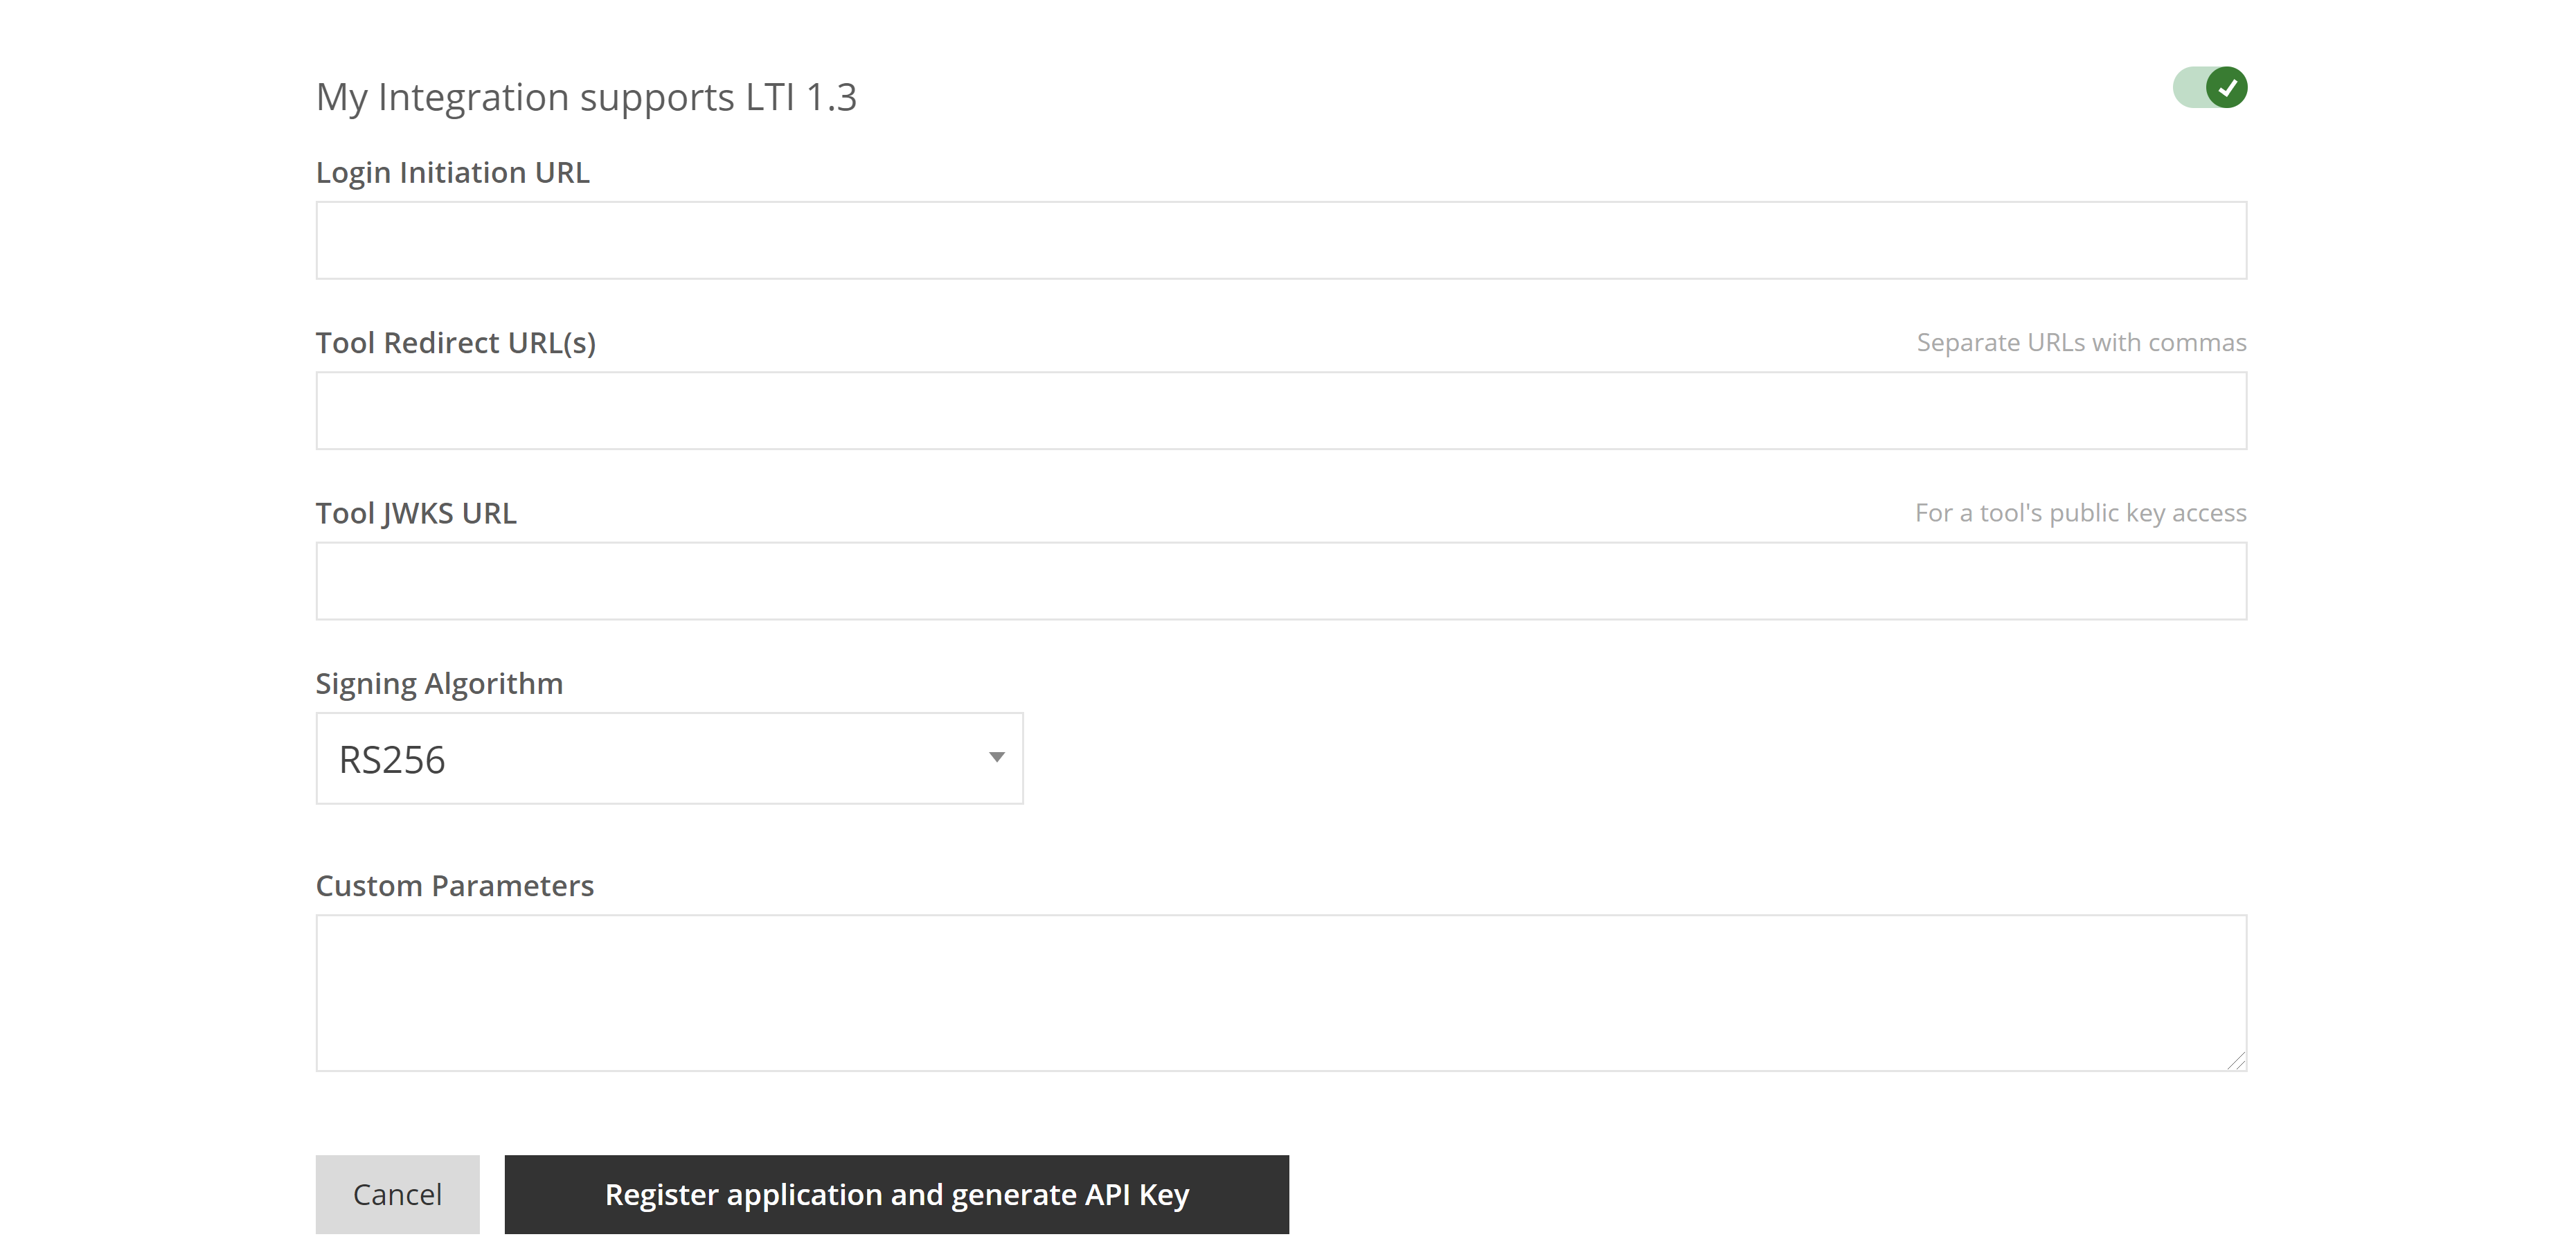 My Integration supports LTI 1.3
Login Initiation URL
Tool Redirect URL(s)
Separate URLs with commas
Tool JWKS URL
For a tool's public key access
Signing Algorithm
RS256
Custom Parameters
Cancel
Register application and generate API Key